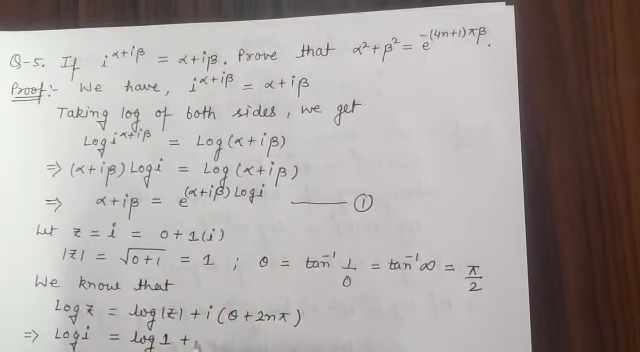 Q-5. If i^{α+iβ} = α+iβ. Prove that α²+β² = e^{-(4n+1)πβ}.
Proof:- We have, i^{α+iβ} = α+iβ
Taking log of both sides, we get
Log i^{α+iβ} = Log(α+iβ)
⇒ (α+iβ) Log i = Log(α+iβ)
⇒ α+iβ = e^{(α+iβ) Log i} —— ①
Let z = i = 0+1(i)
|z| = √(0+1) = 1 ; θ = tan⁻¹ 1/0 = tan⁻¹ ∞ = π/2
We know that
Log z = log|z| + i(θ+2nπ)
⇒ Log i = log 1 +